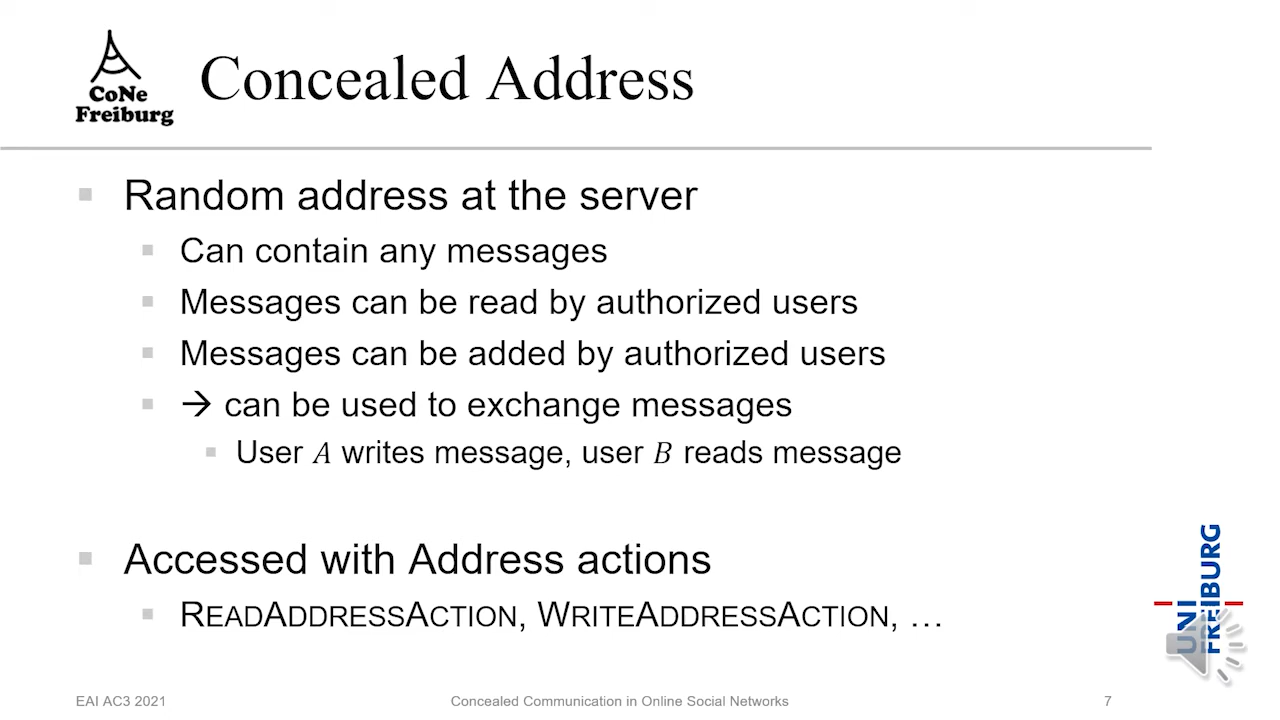 CoNe
Freiburg
Concealed Address
Random address at the server
Can contain any messages
Messages can be read by authorized users
Messages can be added by authorized users
→ can be used to exchange messages
User A writes message, user B reads message
Accessed with Address actions
READADDRESSACTION, WRITEADDRESSACTION, …
UNI
FREIBURG
EAI AC3 2021
Concealed Communication in Online Social Networks
7